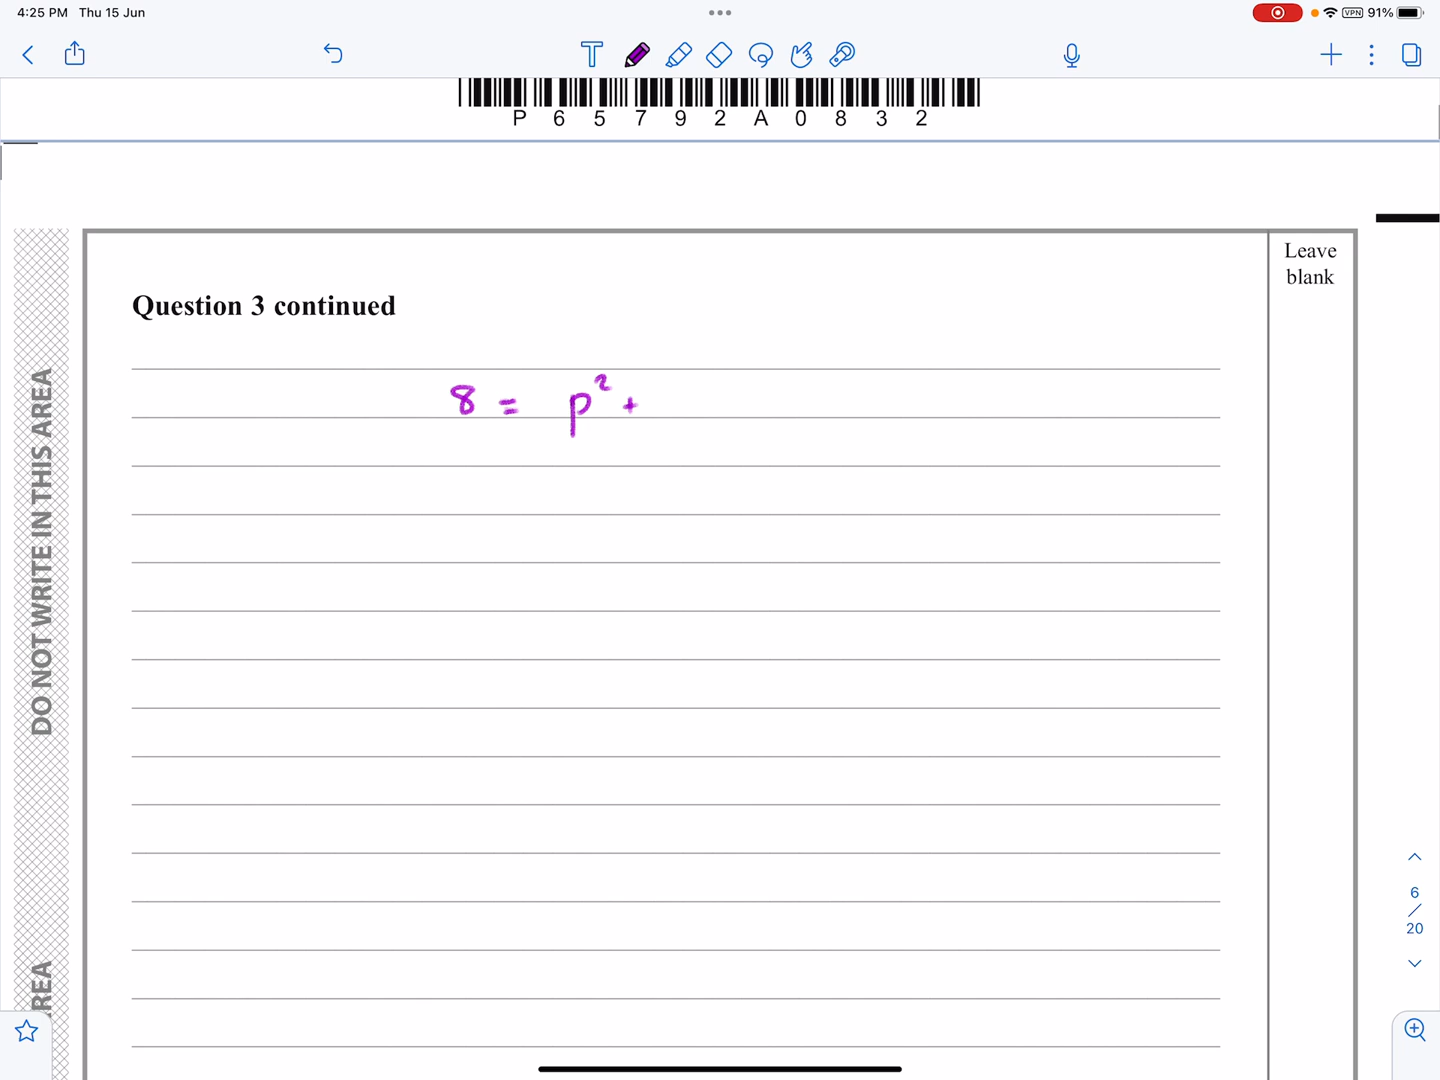 4:25 PM Thu 15 Jun
VPN 91%
T
P 6 5 7 9 2 A 0 8 3 2
Leave
blank
Question 3 continued
8 = p² +
DO NOT WRITE IN THIS AREA
REA
6
/
20